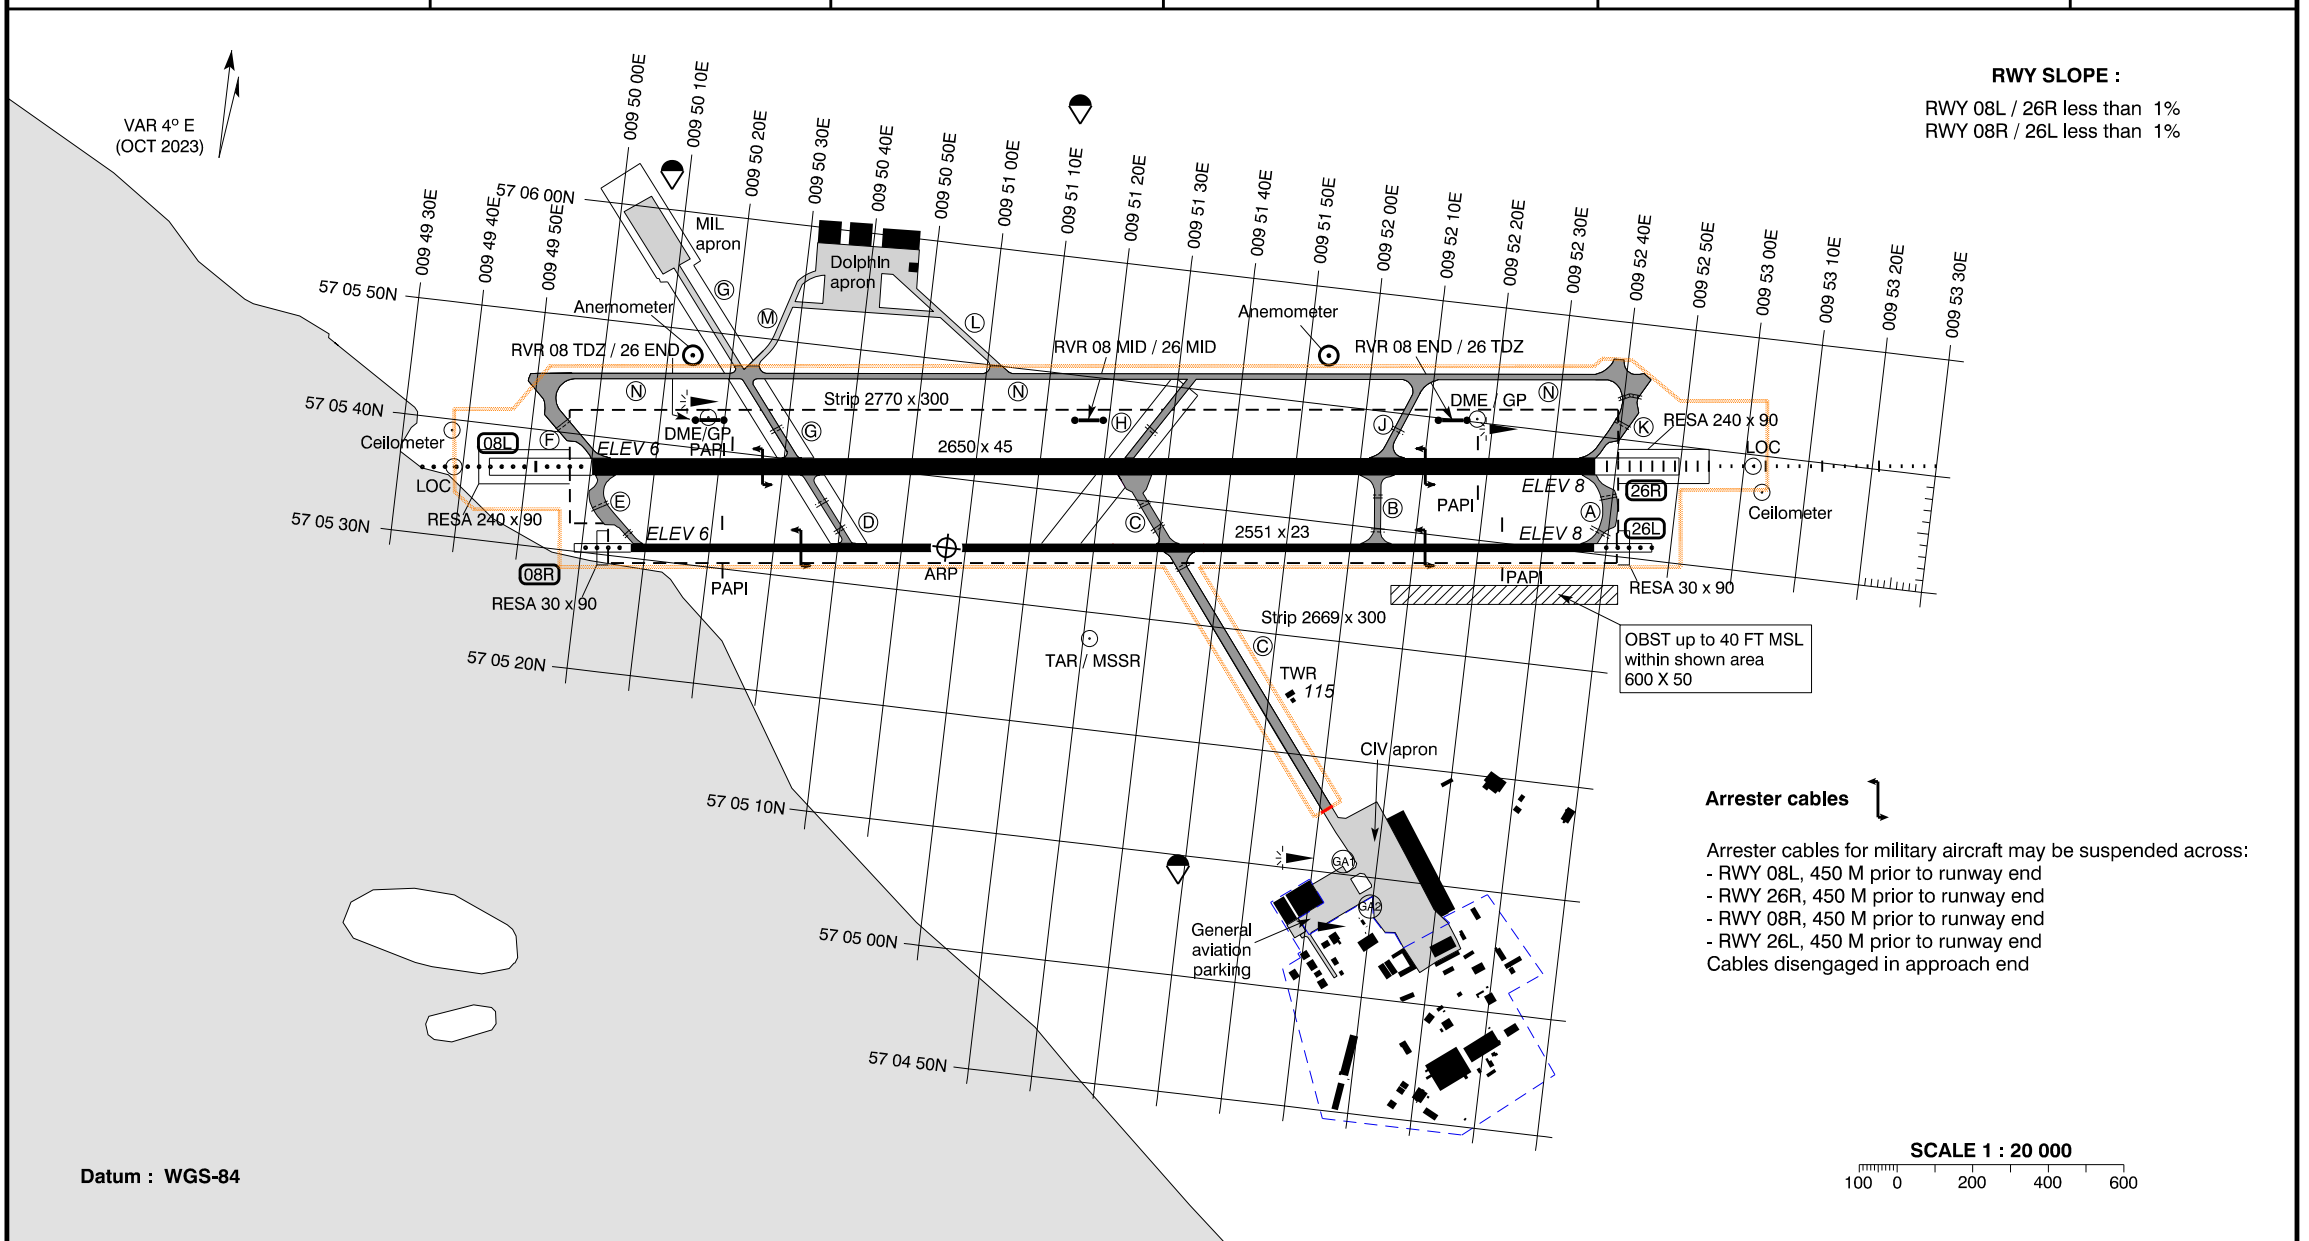 RWY SLOPE :
RWY 08L / 26R less than 1%
RWY 08R / 26L less than 1%
VAR 4º E
(OCT 2023)
009 49 30E
009 49 40E
009 49 50E
009 50 00E
009 50 10E
009 50 20E
009 50 30E
009 50 40E
009 50 50E
009 51 00E
009 51 10E
009 51 20E
009 51 30E
009 51 40E
009 51 50E
009 52 00E
009 52 10E
009 52 20E
009 52 30E
009 52 40E
009 52 50E
009 53 00E
009 53 10E
009 53 20E
009 53 30E
57 06 00N
57 05 50N
57 05 40N
57 05 30N
57 05 20N
57 05 10N
57 05 00N
57 04 50N
MIL
apron
Dolphin
apron
G
M
L
Anemometer
Anemometer
RVR 08 TDZ / 26 END
RVR 08 MID / 26 MID
RVR 08 END / 26 TDZ
N
N
N
Strip 2770 x 300
DME / GP
RESA 240 x 90
Ceilometer
08L
F
DME/GP
PAPI
G
H
J
K
ELEV 6
2650 x 45
LOC
LOC
ELEV 8
26R
PAPI
RESA 240 x 90
E
D
C
B
A
Ceilometer
ELEV 6
2551 x 23
ELEV 8
26L
08R
ARP
PAPI
PAPI
RESA 30 x 90
RESA 30 x 90
Strip 2669 x 300
C
TAR / MSSR
TWR
115
OBST up to 40 FT MSL
within shown area
600 X 50
CIV apron
GA1
GA2
General
aviation
parking
Arrester cables
Arrester cables for military aircraft may be suspended across:
- RWY 08L, 450 M prior to runway end
- RWY 26R, 450 M prior to runway end
- RWY 08R, 450 M prior to runway end
- RWY 26L, 450 M prior to runway end
Cables disengaged in approach end
Datum : WGS-84
SCALE 1 : 20 000
100 0 200 400 600